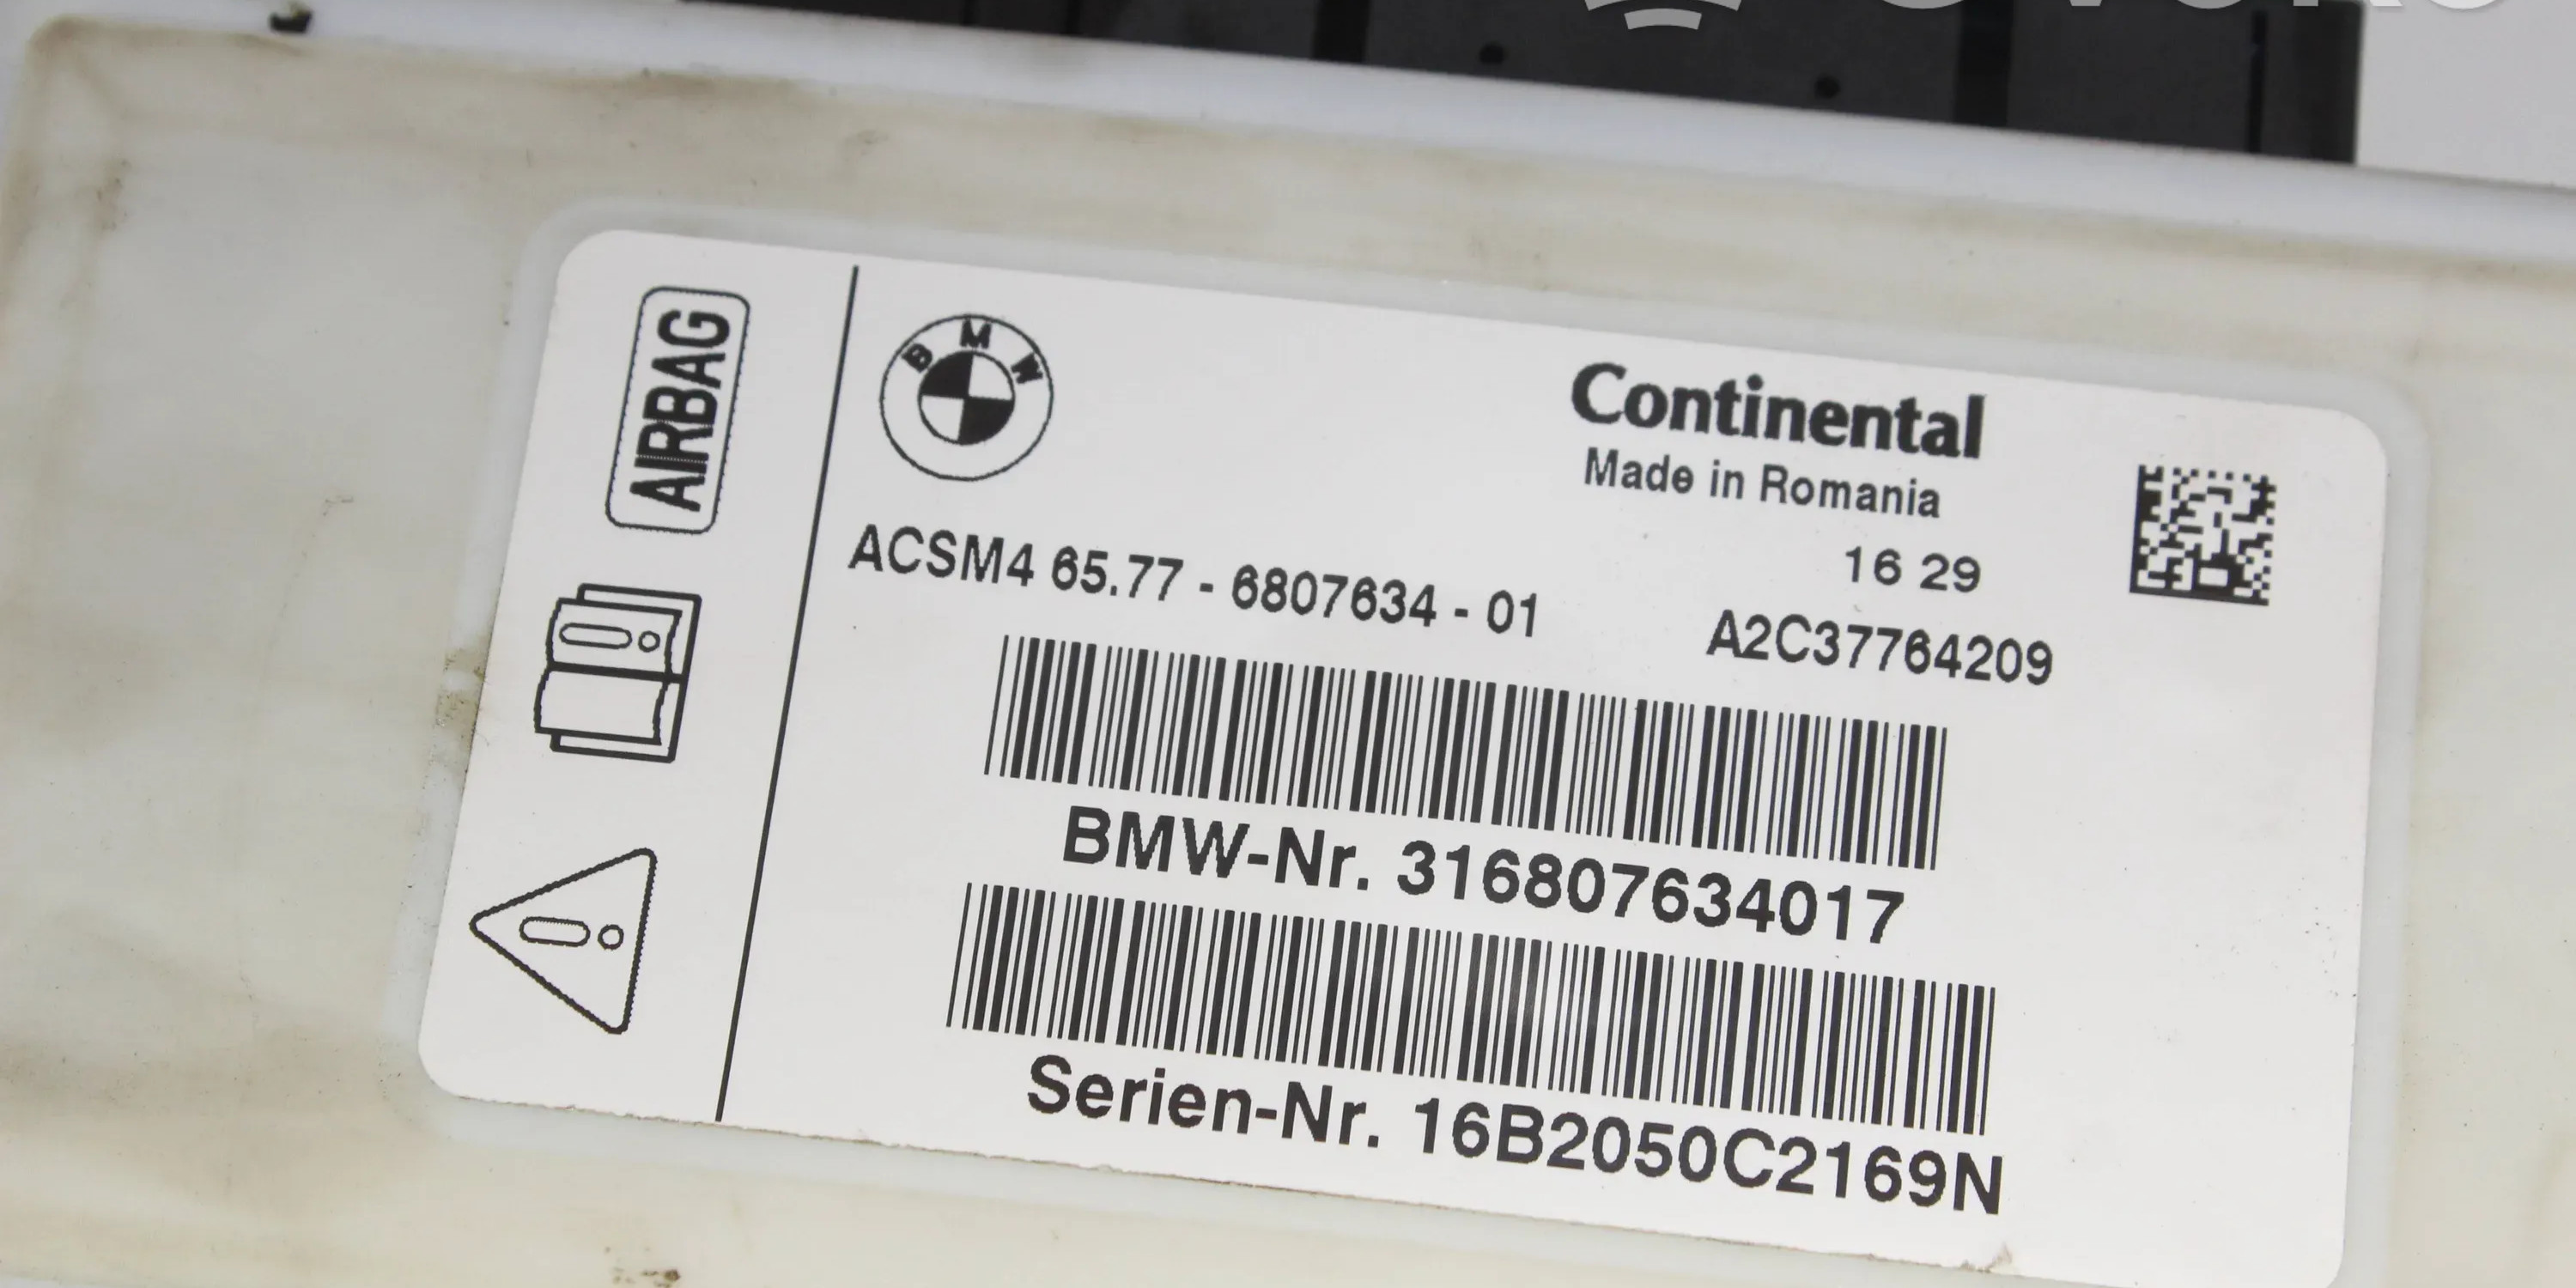 AIRBAG
BMW
Continental
Made in Romania
16 29
ACSM4 65.77 - 6807634 - 01
A2C37764209
BMW-Nr. 316807634017
Serien-Nr. 16B2050C2169N